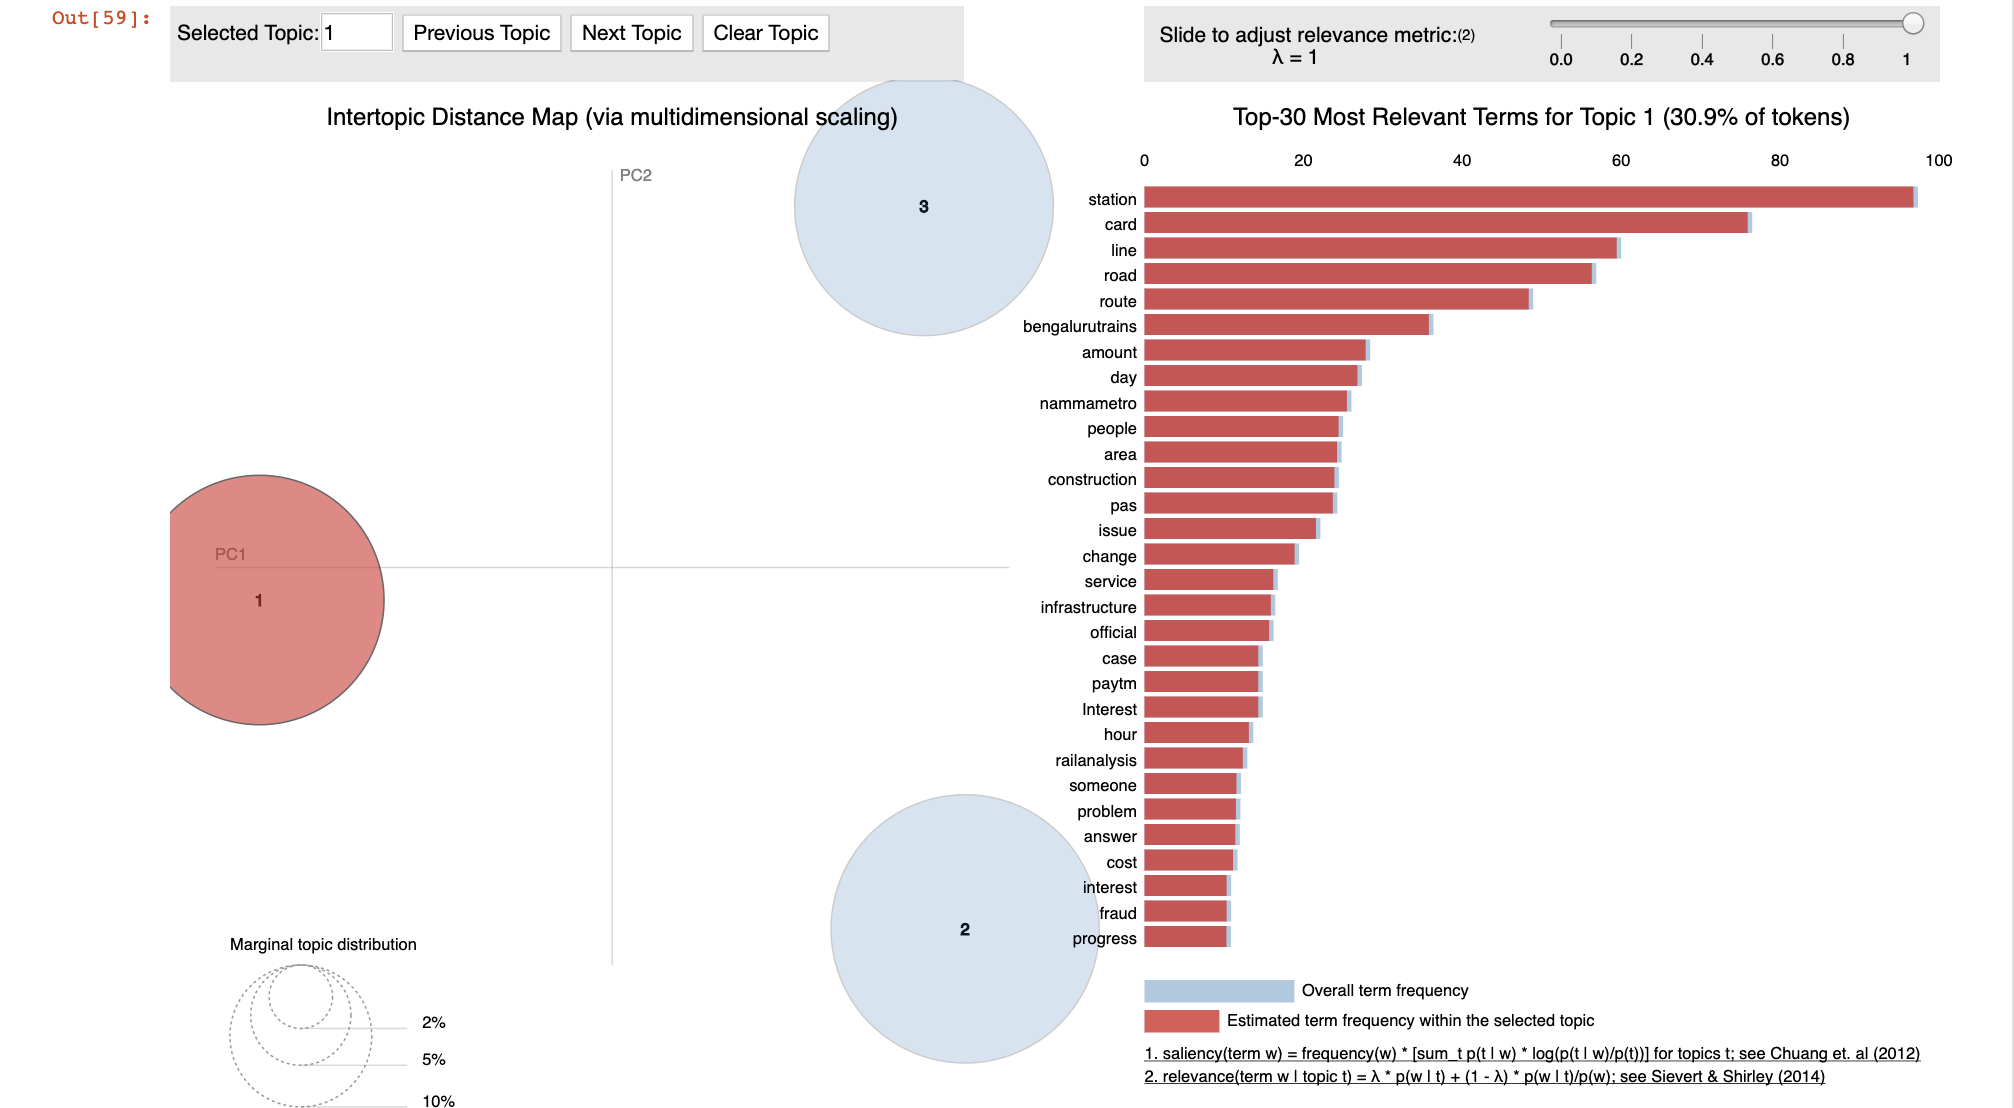 Out[59]:
Selected Topic: 1 Previous Topic Next Topic Clear Topic
Slide to adjust relevance metric:(2)
λ = 1
0.0 0.2 0.4 0.6 0.8 1
Intertopic Distance Map (via multidimensional scaling)
PC2
3
PC1
1
2
Marginal topic distribution
2%
5%
10%
Top-30 Most Relevant Terms for Topic 1 (30.9% of tokens)
0 20 40 60 80 100
station
card
line
road
route
bengalurutrains
amount
day
nammametro
people
area
construction
pas
issue
change
service
infrastructure
official
case
paytm
Interest
hour
railanalysis
someone
problem
answer
cost
interest
fraud
progress
Overall term frequency
Estimated term frequency within the selected topic
1. saliency(term w) = frequency(w) * [sum_t p(t | w) * log(p(t | w)/p(t))] for topics t; see Chuang et. al (2012)
2. relevance(term w | topic t) = λ * p(w | t) + (1 - λ) * p(w | t)/p(w); see Sievert & Shirley (2014)